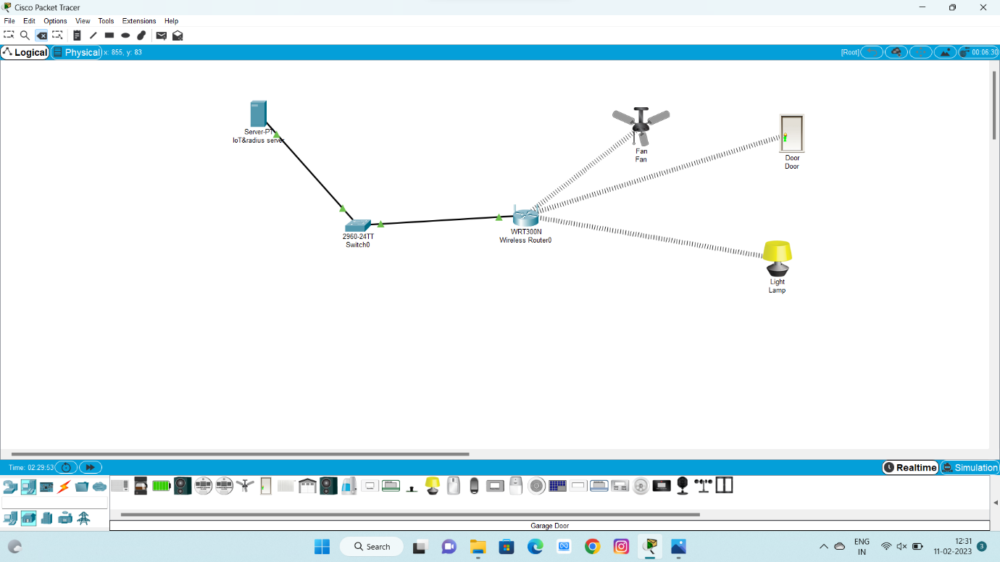 Cisco Packet Tracer
File Edit Options View Tools Extensions Help
Logical Physical x: 855, y: 83 [Root] 00:06:30
Server-PT
IoT&radius server
Fan
Fan
Door
Door
2960-24TT
Switch0
WRT300N
Wireless Router0
Light
Lamp
Time: 02:29:53 Realtime Simulation
Garage Door
Search
ENG
IN
12:31
11-02-2023
3